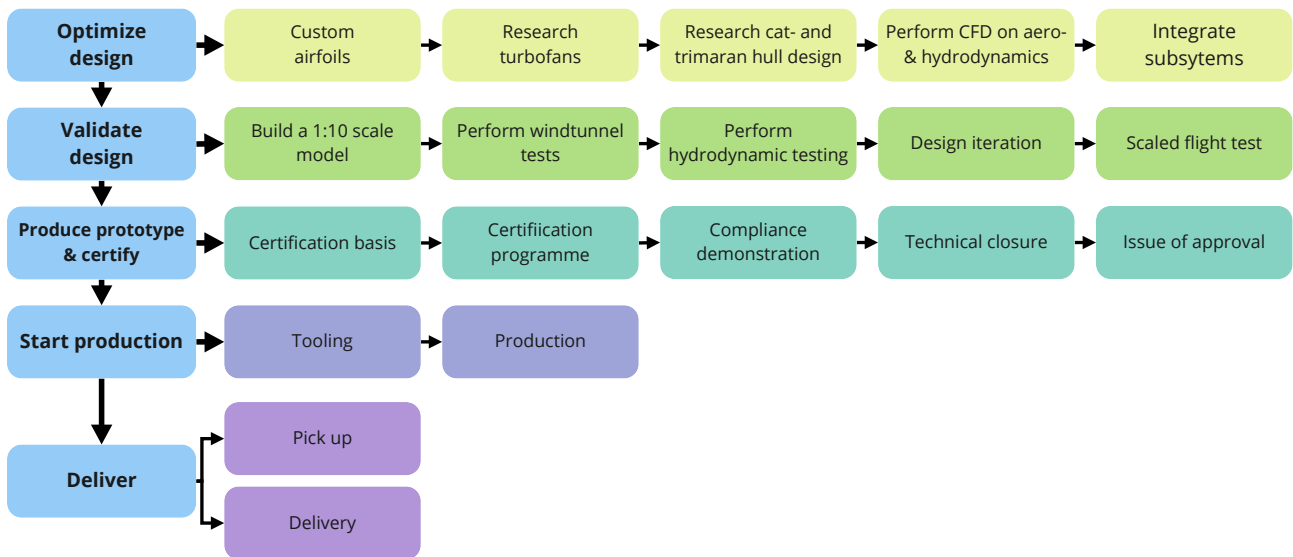 Optimize
design
Custom
airfoils
Research
turbofans
Research cat- and
trimaran hull design
Perform CFD on aero-
& hydrodynamics
Integrate
subsytems
Validate
design
Build a 1:10 scale
model
Perform windtunnel
tests
Perform
hydrodynamic testing
Design iteration
Scaled flight test
Produce prototype
& certify
Certification basis
Certifiication
programme
Compliance
demonstration
Technical closure
Issue of approval
Start production
Tooling
Production
Deliver
Pick up
Delivery